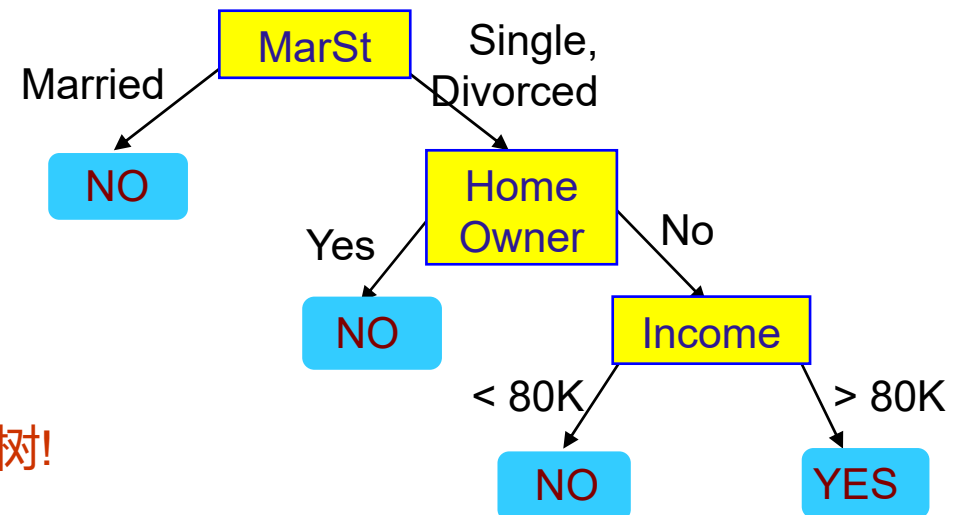 MarSt
Single,
Divorced
Married
NO
Home
Owner
Yes
No
NO
Income
< 80K
> 80K
树!
NO
YES